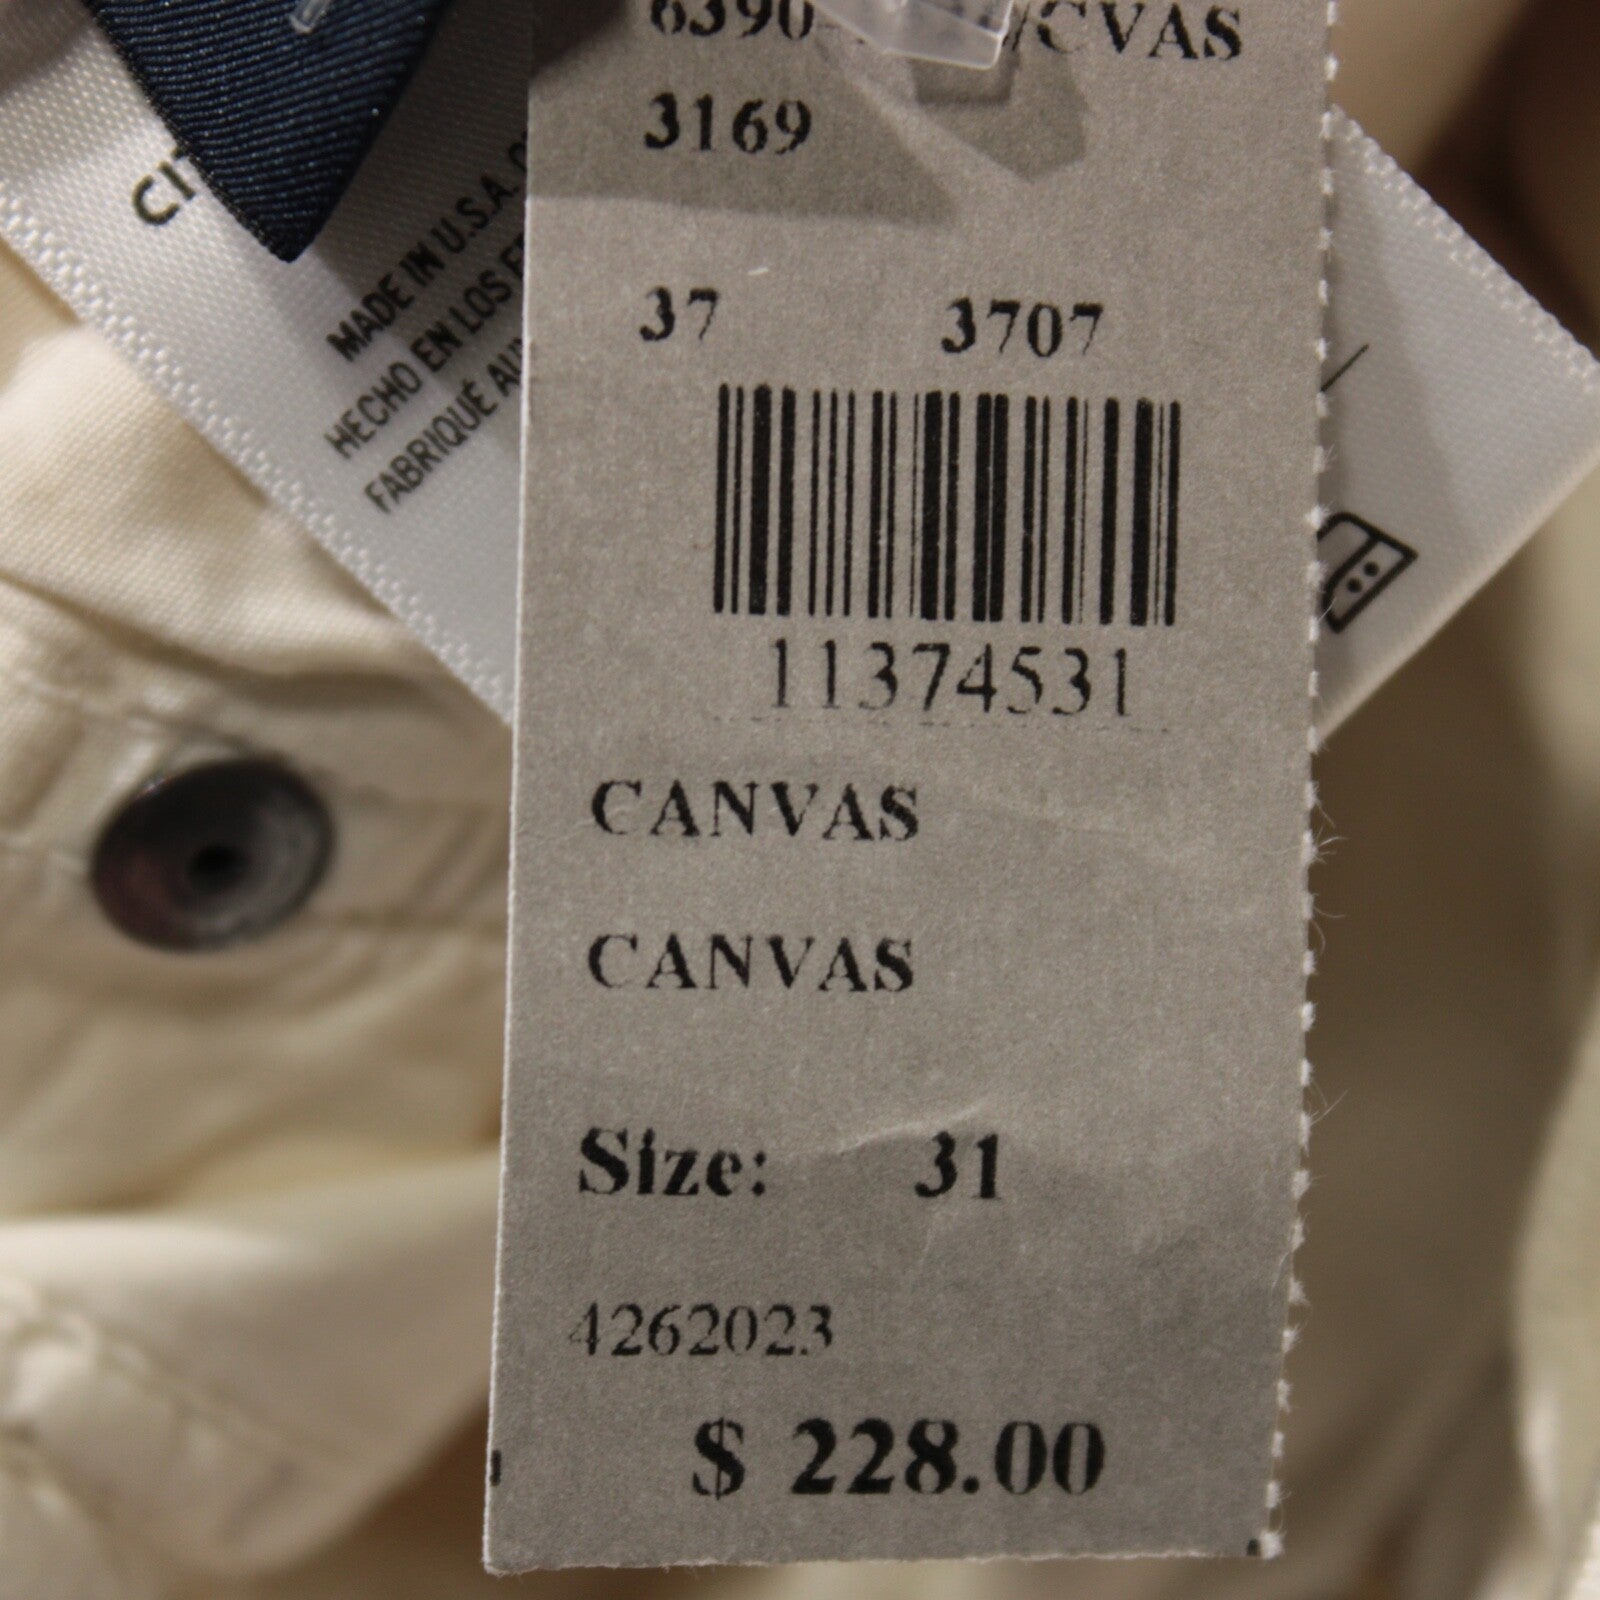 6390
/CVAS
3169
37 3707
11374531
CANVAS
CANVAS
Size: 31
4262023
$ 228.00
MADE IN U.S.A.
HECHO EN LOS
FABRIQUÉ